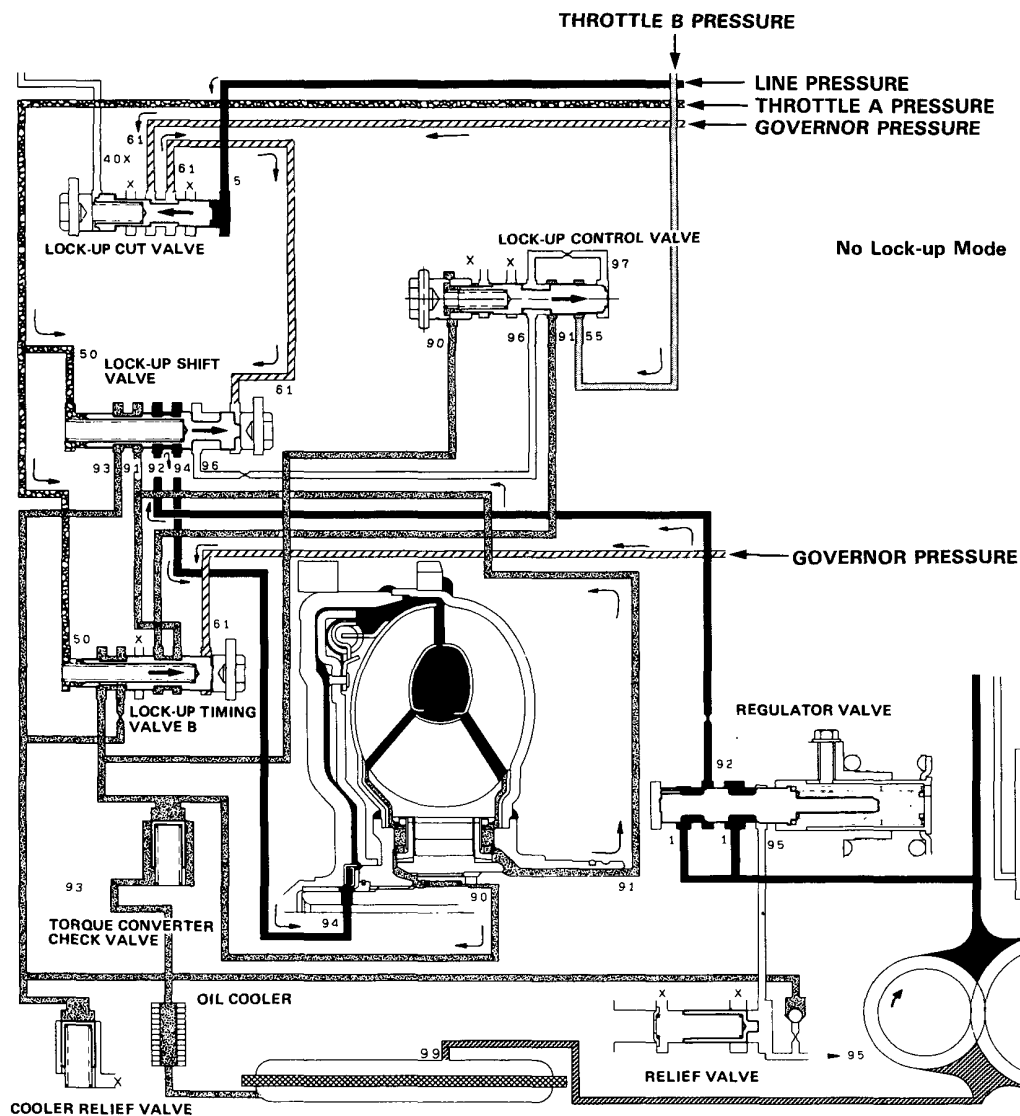 THROTTLE B PRESSURE
LINE PRESSURE
THROTTLE A PRESSURE
GOVERNOR PRESSURE
61
40X
61
5
X
X
LOCK-UP CUT VALVE
LOCK-UP CONTROL VALVE
No Lock-up Mode
X
X
97
90
96
91
55
50
LOCK-UP SHIFT
VALVE
61
93
91
92
94
96
GOVERNOR PRESSURE
50
X
61
LOCK-UP TIMING
VALVE B
REGULATOR VALVE
92
1
1
95
93
TORQUE CONVERTER
CHECK VALVE
94
90
91
OIL COOLER
X
X
99
95
X
RELIEF VALVE
COOLER RELIEF VALVE